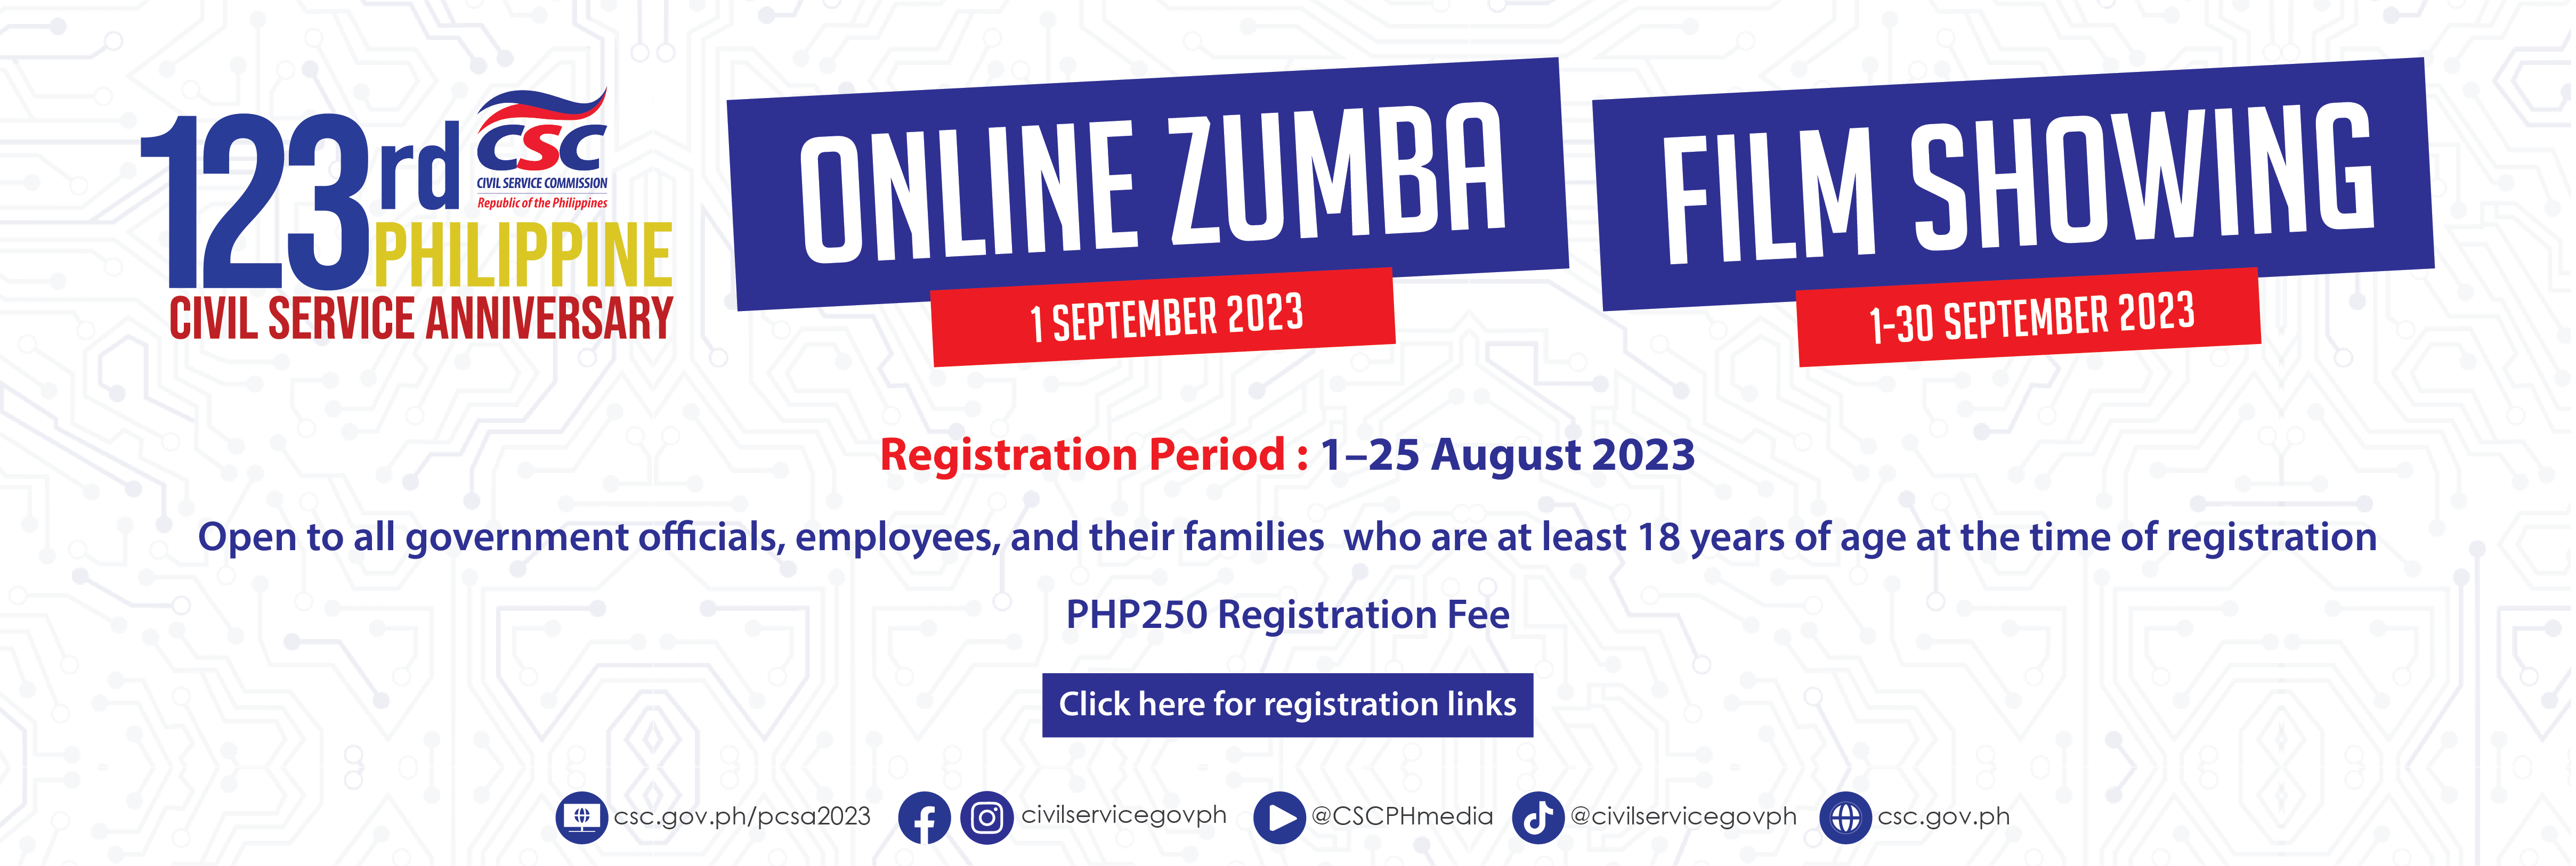 123rd
CSC
CIVIL SERVICE COMMISSION
Republic of the Philippines
PHILIPPINE
CIVIL SERVICE ANNIVERSARY
ONLINE ZUMBA
1 SEPTEMBER 2023
FILM SHOWING
1-30 SEPTEMBER 2023
Registration Period : 1–25 August 2023
Open to all government officials, employees, and their families who are at least 18 years of age at the time of registration
PHP250 Registration Fee
Click here for registration links
csc.gov.ph/pcsa2023 civilservicegovph @CSCPHmedia @civilservicegovph csc.gov.ph